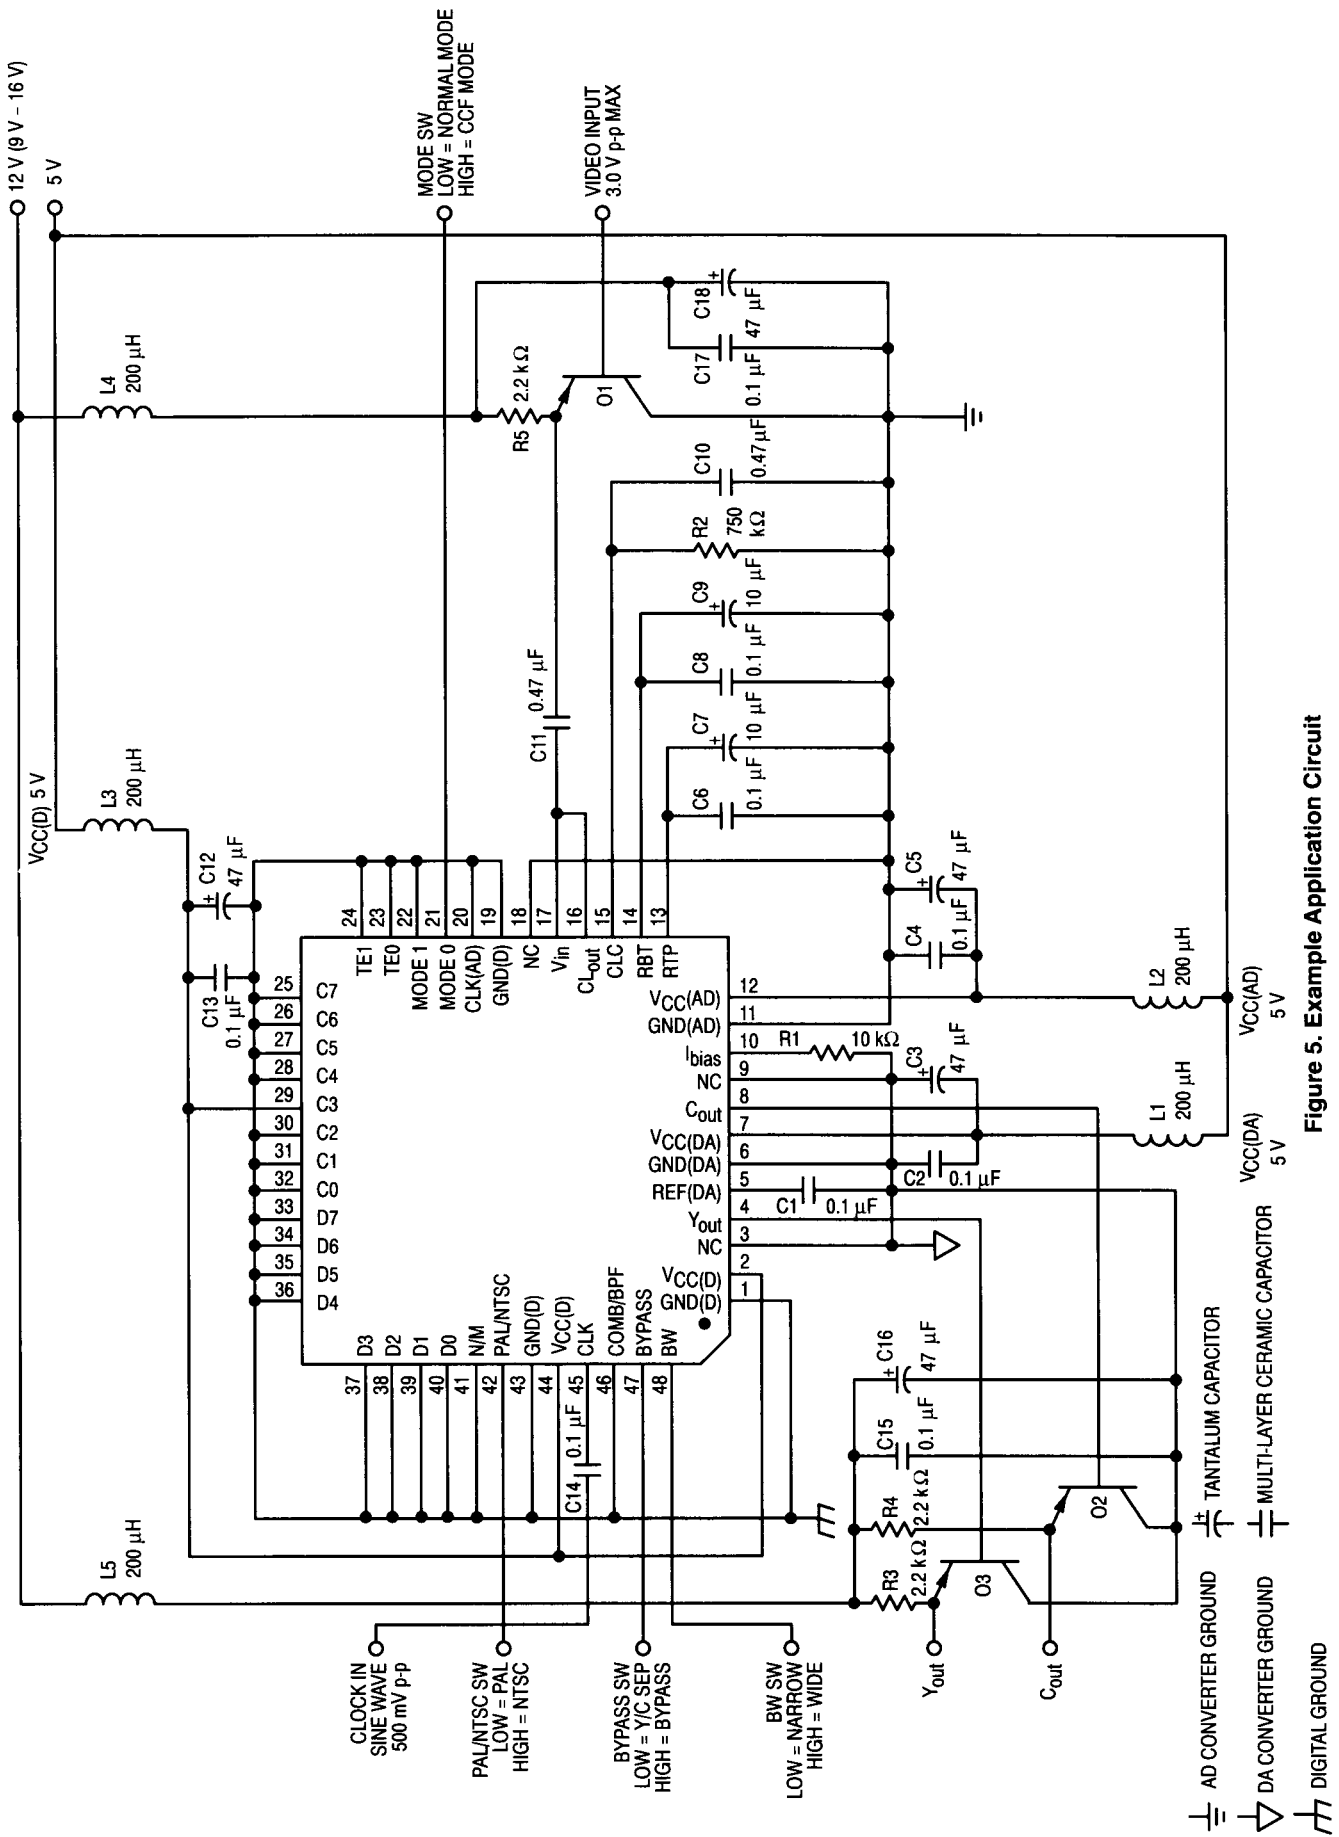 12 V (9 V – 16 V)
5 V
MODE SW
LOW = NORMAL MODE
HIGH = CCF MODE
VIDEO INPUT
3.0 V p-p MAX
L4
200 µH
R5
2.2 kΩ
O1
C18
+
47 µF
C17
0.1 µF
C10
0.47µF
R2
750
kΩ
C9
+
10 µF
C8
0.1 µF
C7
+
10 µF
C6
0.1 µF
C11
0.47 µF
VCC(D) 5 V
L3
200 µH
C12
+
47 µF
C13
0.1 µF
24
23
22
21
20
19
18
17
16
15
14
13
TE1
TE0
MODE 1
MODE 0
CLK(AD)
GND(D)
NC
Vin
CLout
CLC
RBT
RTP
25
26
27
28
29
30
31
32
33
34
35
36
C7
C6
C5
C4
C3
C2
C1
C0
D7
D6
D5
D4
VCC(AD)
GND(AD)
Ibias
NC
Cout
VCC(DA)
GND(DA)
REF(DA)
Yout
NC
VCC(D)
GND(D)
12
11
10
9
8
7
6
5
4
3
2
1
D3
D2
D1
D0
N/M
PAL/NTSC
GND(D)
VCC(D)
CLK
COMB/BPF
BYPASS
BW
37
38
39
40
41
42
43
44
45
46
47
48
C5
+
47 µF
C4
0.1 µF
R1
10 kΩ
C3
+
47 µF
C2
0.1 µF
C1
0.1 µF
L2
200 µH
VCC(AD)
5 V
L1
200 µH
VCC(DA)
5 V
C14
0.1 µF
C16
+
47 µF
C15
0.1 µF
R4
2.2 kΩ
R3
2.2 kΩ
O2
O3
L5
200 µH
CLOCK IN
SINE WAVE
500 mV p-p
PAL/NTSC SW
LOW = PAL
HIGH = NTSC
BYPASS SW
LOW = Y/C SEP
HIGH = BYPASS
BW SW
LOW = NARROW
HIGH = WIDE
Yout
Cout
AD CONVERTER GROUND
DA CONVERTER GROUND
DIGITAL GROUND
+
TANTALUM CAPACITOR
MULTI-LAYER CERAMIC CAPACITOR
Figure 5. Example Application Circuit